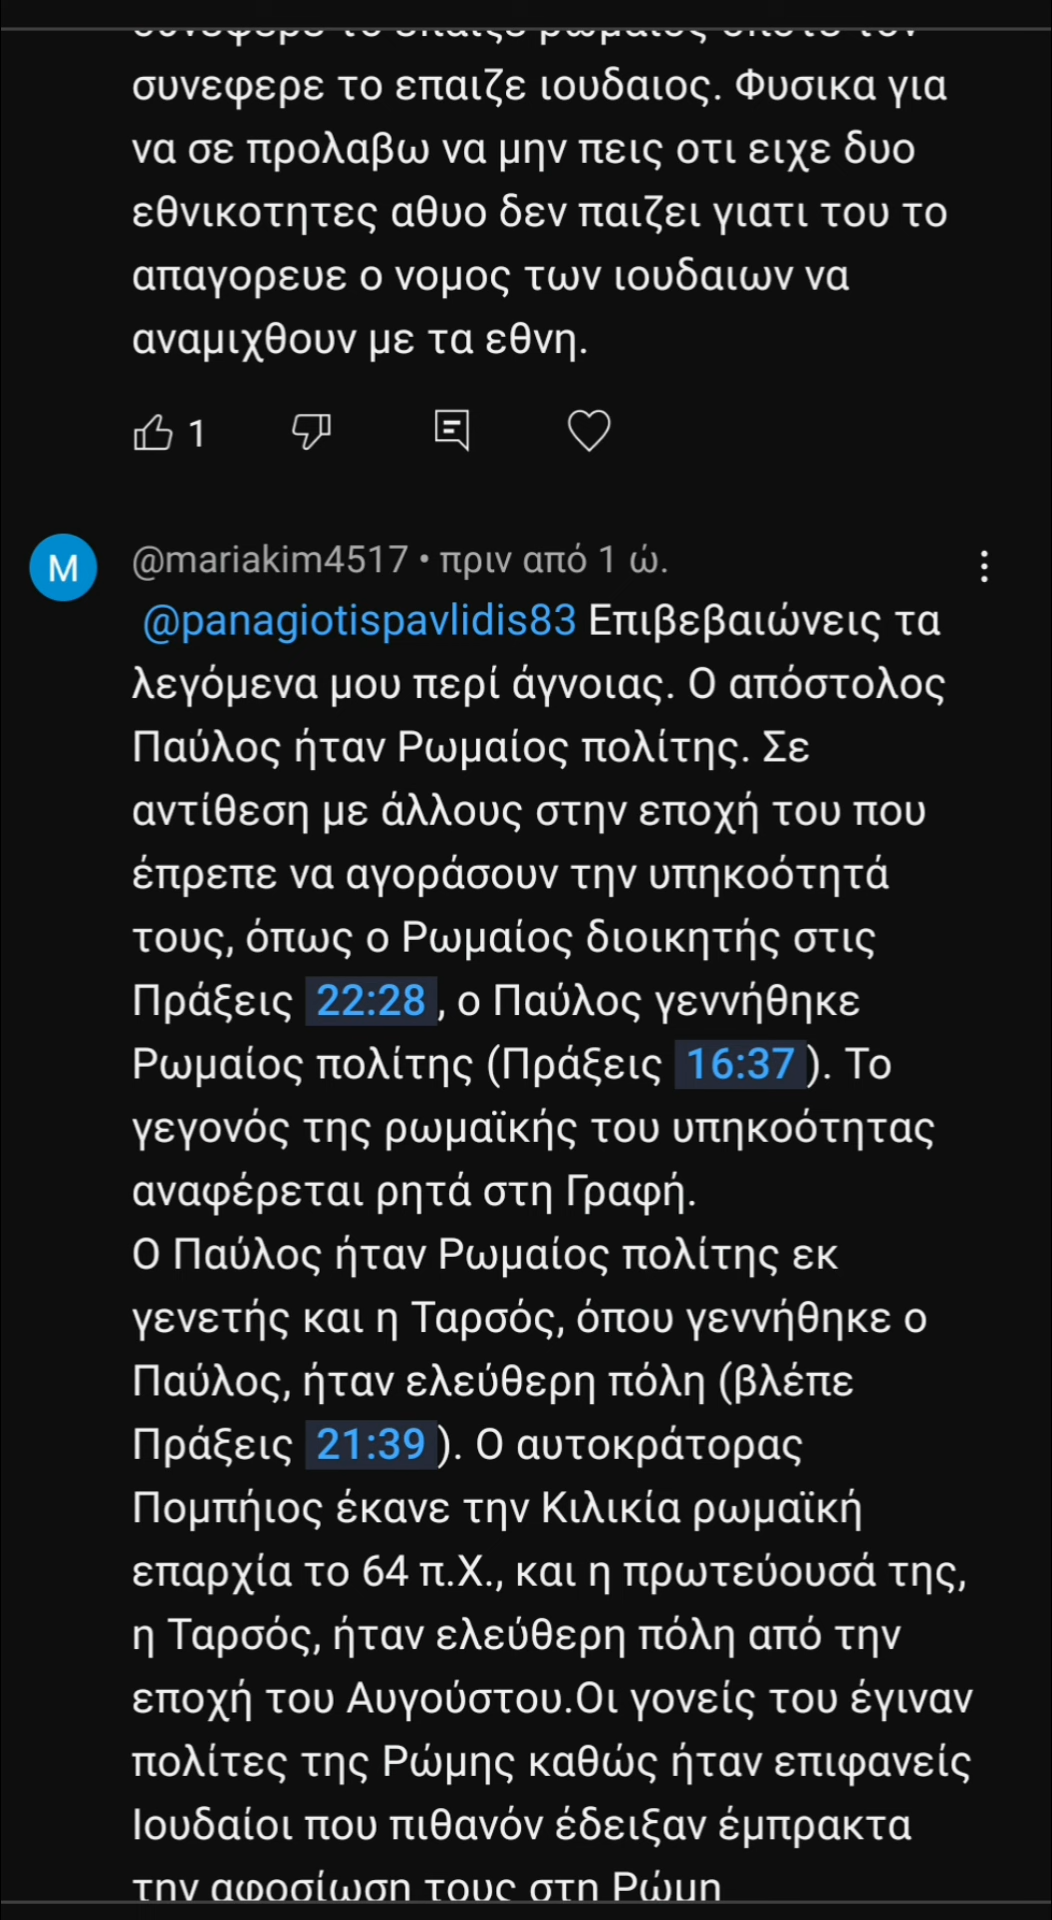 συνεφερε το επαιζε ρωμαιος οποτε τον
συνεφερε το επαιζε ιουδαιος. Φυσικα για
να σε προλαβω να μην πεις οτι ειχε δυο
εθνικοτητες αθυο δεν παιζει γιατι του το
απαγορευε ο νομος των ιουδαιων να
αναμιχθουν με τα εθνη.
1
M
@mariakim4517 • πριν από 1 ώ.
@panagiotispavlidis83 Επιβεβαιώνεις τα
λεγόμενα μου περί άγνοιας. Ο απόστολος
Παύλος ήταν Ρωμαίος πολίτης. Σε
αντίθεση με άλλους στην εποχή του που
έπρεπε να αγοράσουν την υπηκοότητά
τους, όπως ο Ρωμαίος διοικητής στις
Πράξεις 22:28, ο Παύλος γεννήθηκε
Ρωμαίος πολίτης (Πράξεις 16:37). Το
γεγονός της ρωμαϊκής του υπηκοότητας
αναφέρεται ρητά στη Γραφή.
Ο Παύλος ήταν Ρωμαίος πολίτης εκ
γενετής και η Ταρσός, όπου γεννήθηκε ο
Παύλος, ήταν ελεύθερη πόλη (βλέπε
Πράξεις 21:39). Ο αυτοκράτορας
Πομπήιος έκανε την Κιλικία ρωμαϊκή
επαρχία το 64 π.Χ., και η πρωτεύουσά της,
η Ταρσός, ήταν ελεύθερη πόλη από την
εποχή του Αυγούστου.Οι γονείς του έγιναν
πολίτες της Ρώμης καθώς ήταν επιφανείς
Ιουδαίοι που πιθανόν έδειξαν έμπρακτα
την αφοσίωση τους στη Ρώμη